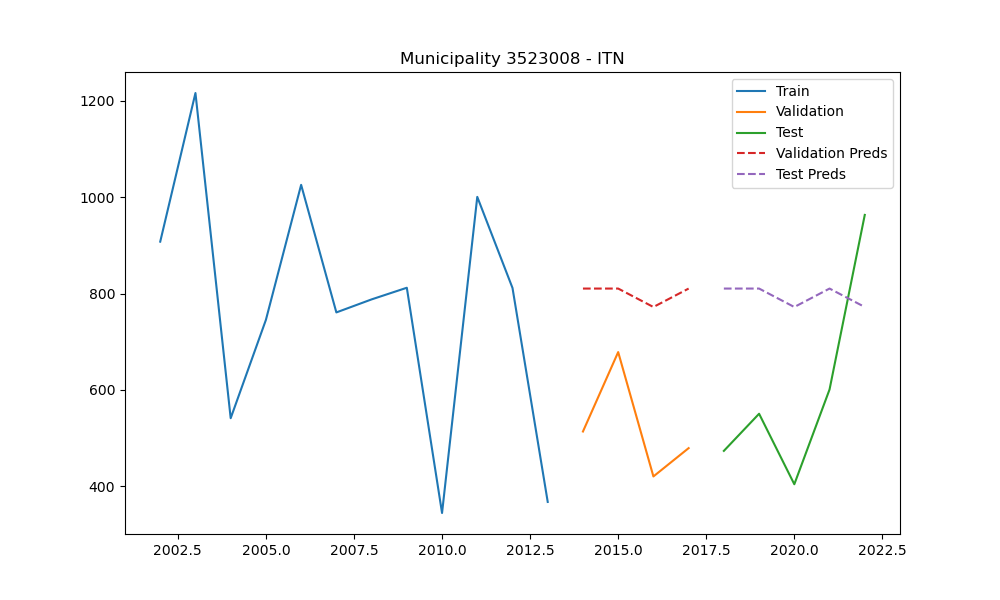 Municipality 3523008 - ITN
Train
Validation
Test
Validation Preds
Test Preds
1200
1000
800
600
400
2002.5 2005.0 2007.5 2010.0 2012.5 2015.0 2017.5 2020.0 2022.5